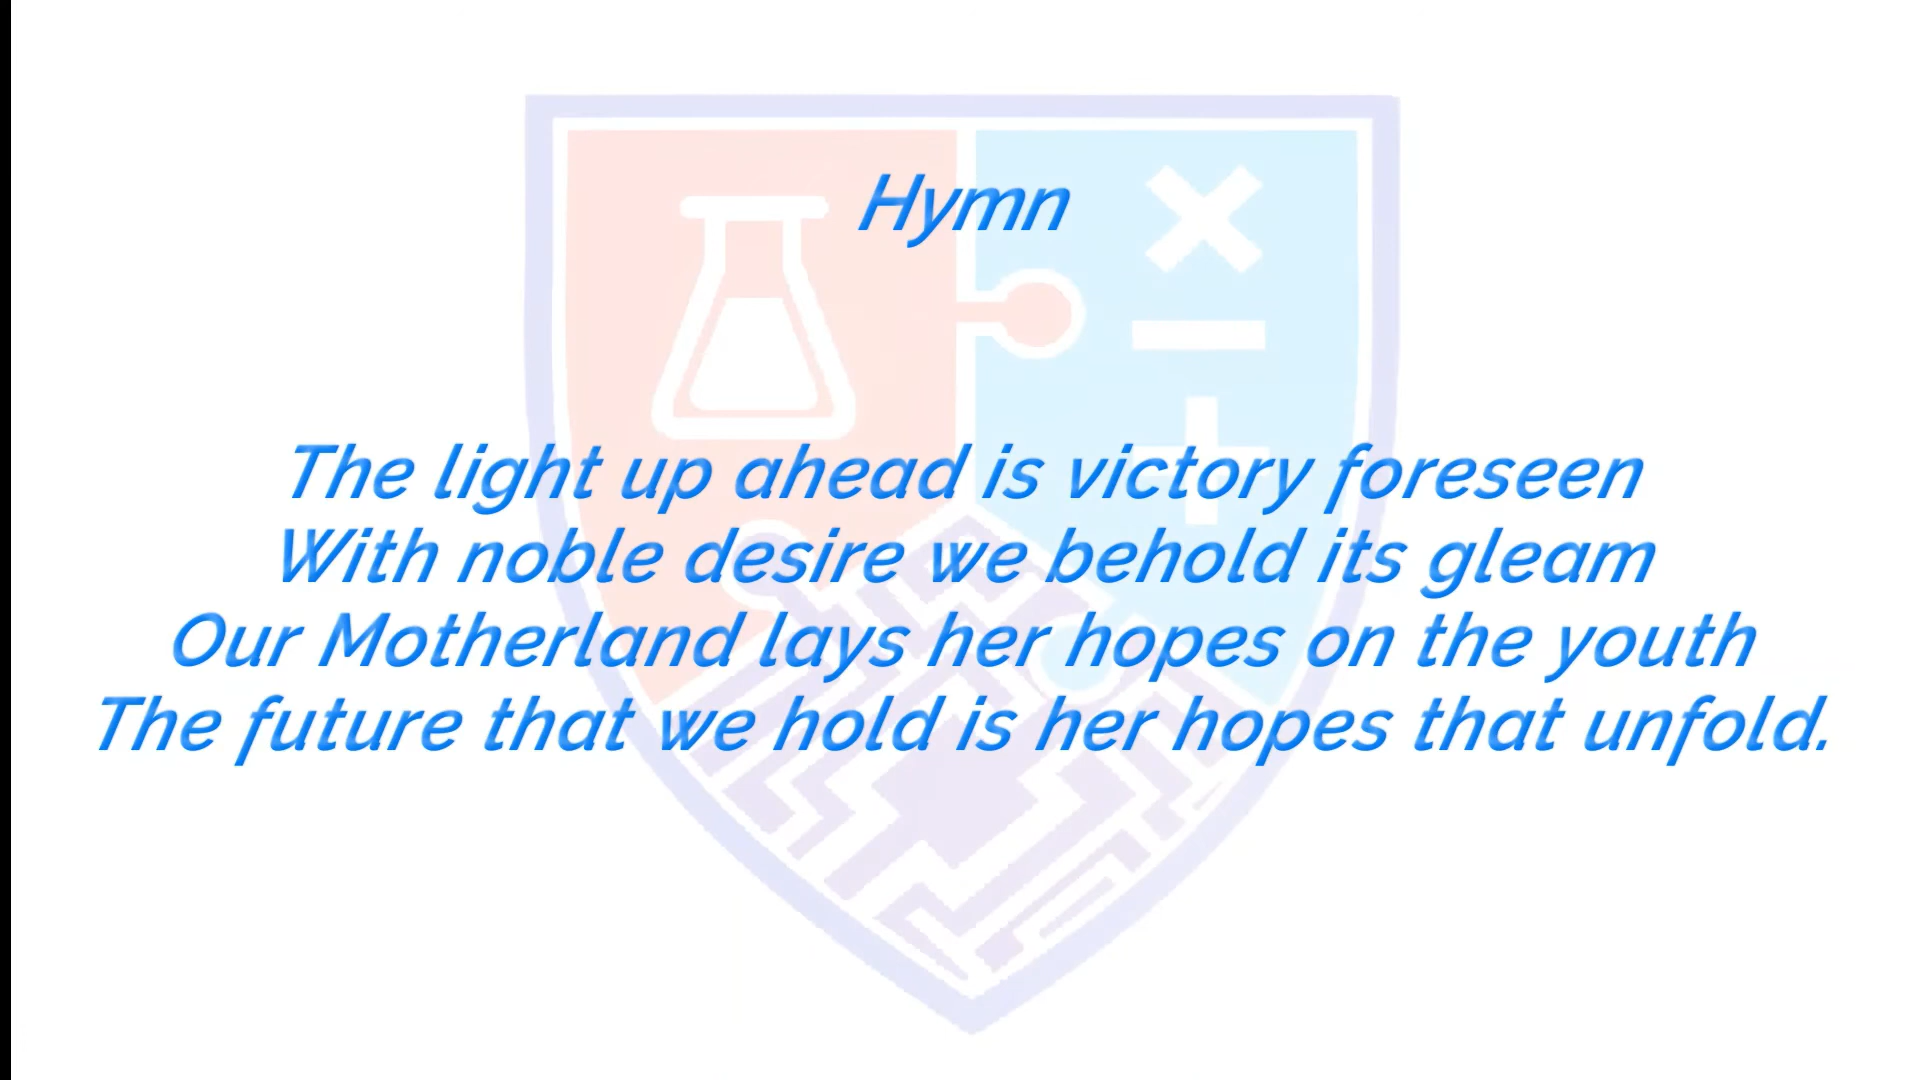 Hymn
The light up ahead is victory foreseen
With noble desire we behold its gleam
Our Motherland lays her hopes on the youth
The future that we hold is her hopes that unfold.